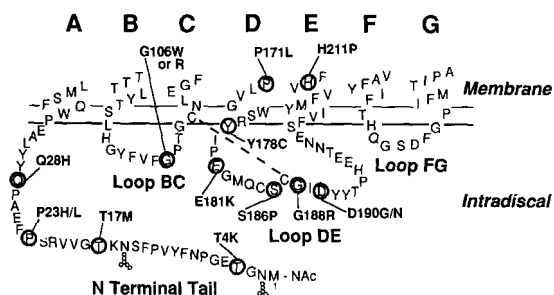 A B C D E F G
G106W
or R
P171L
H211P
Membrane
F S M L
P W Q
T T T
S T Y L
L E G F
C N
G V L P
Y R S W
V H F
Y M F V
F I
F A V
T I P A
I F M
Y178C
E A L Y Y Q P A E F P
L H G Y F V F G P T G C
P E G M Q C S C G I D Y Y T P H E E T N N E S
T H Q G S D F G P
Loop FG
Q28H
Loop BC
Intradiscal
E181K
S186P
G188R
D190G/N
Loop DE
P23H/L
T17M
T4K
S R V V G T K N S F P V Y F N P G E T G N M - NAc
1
N Terminal Tail